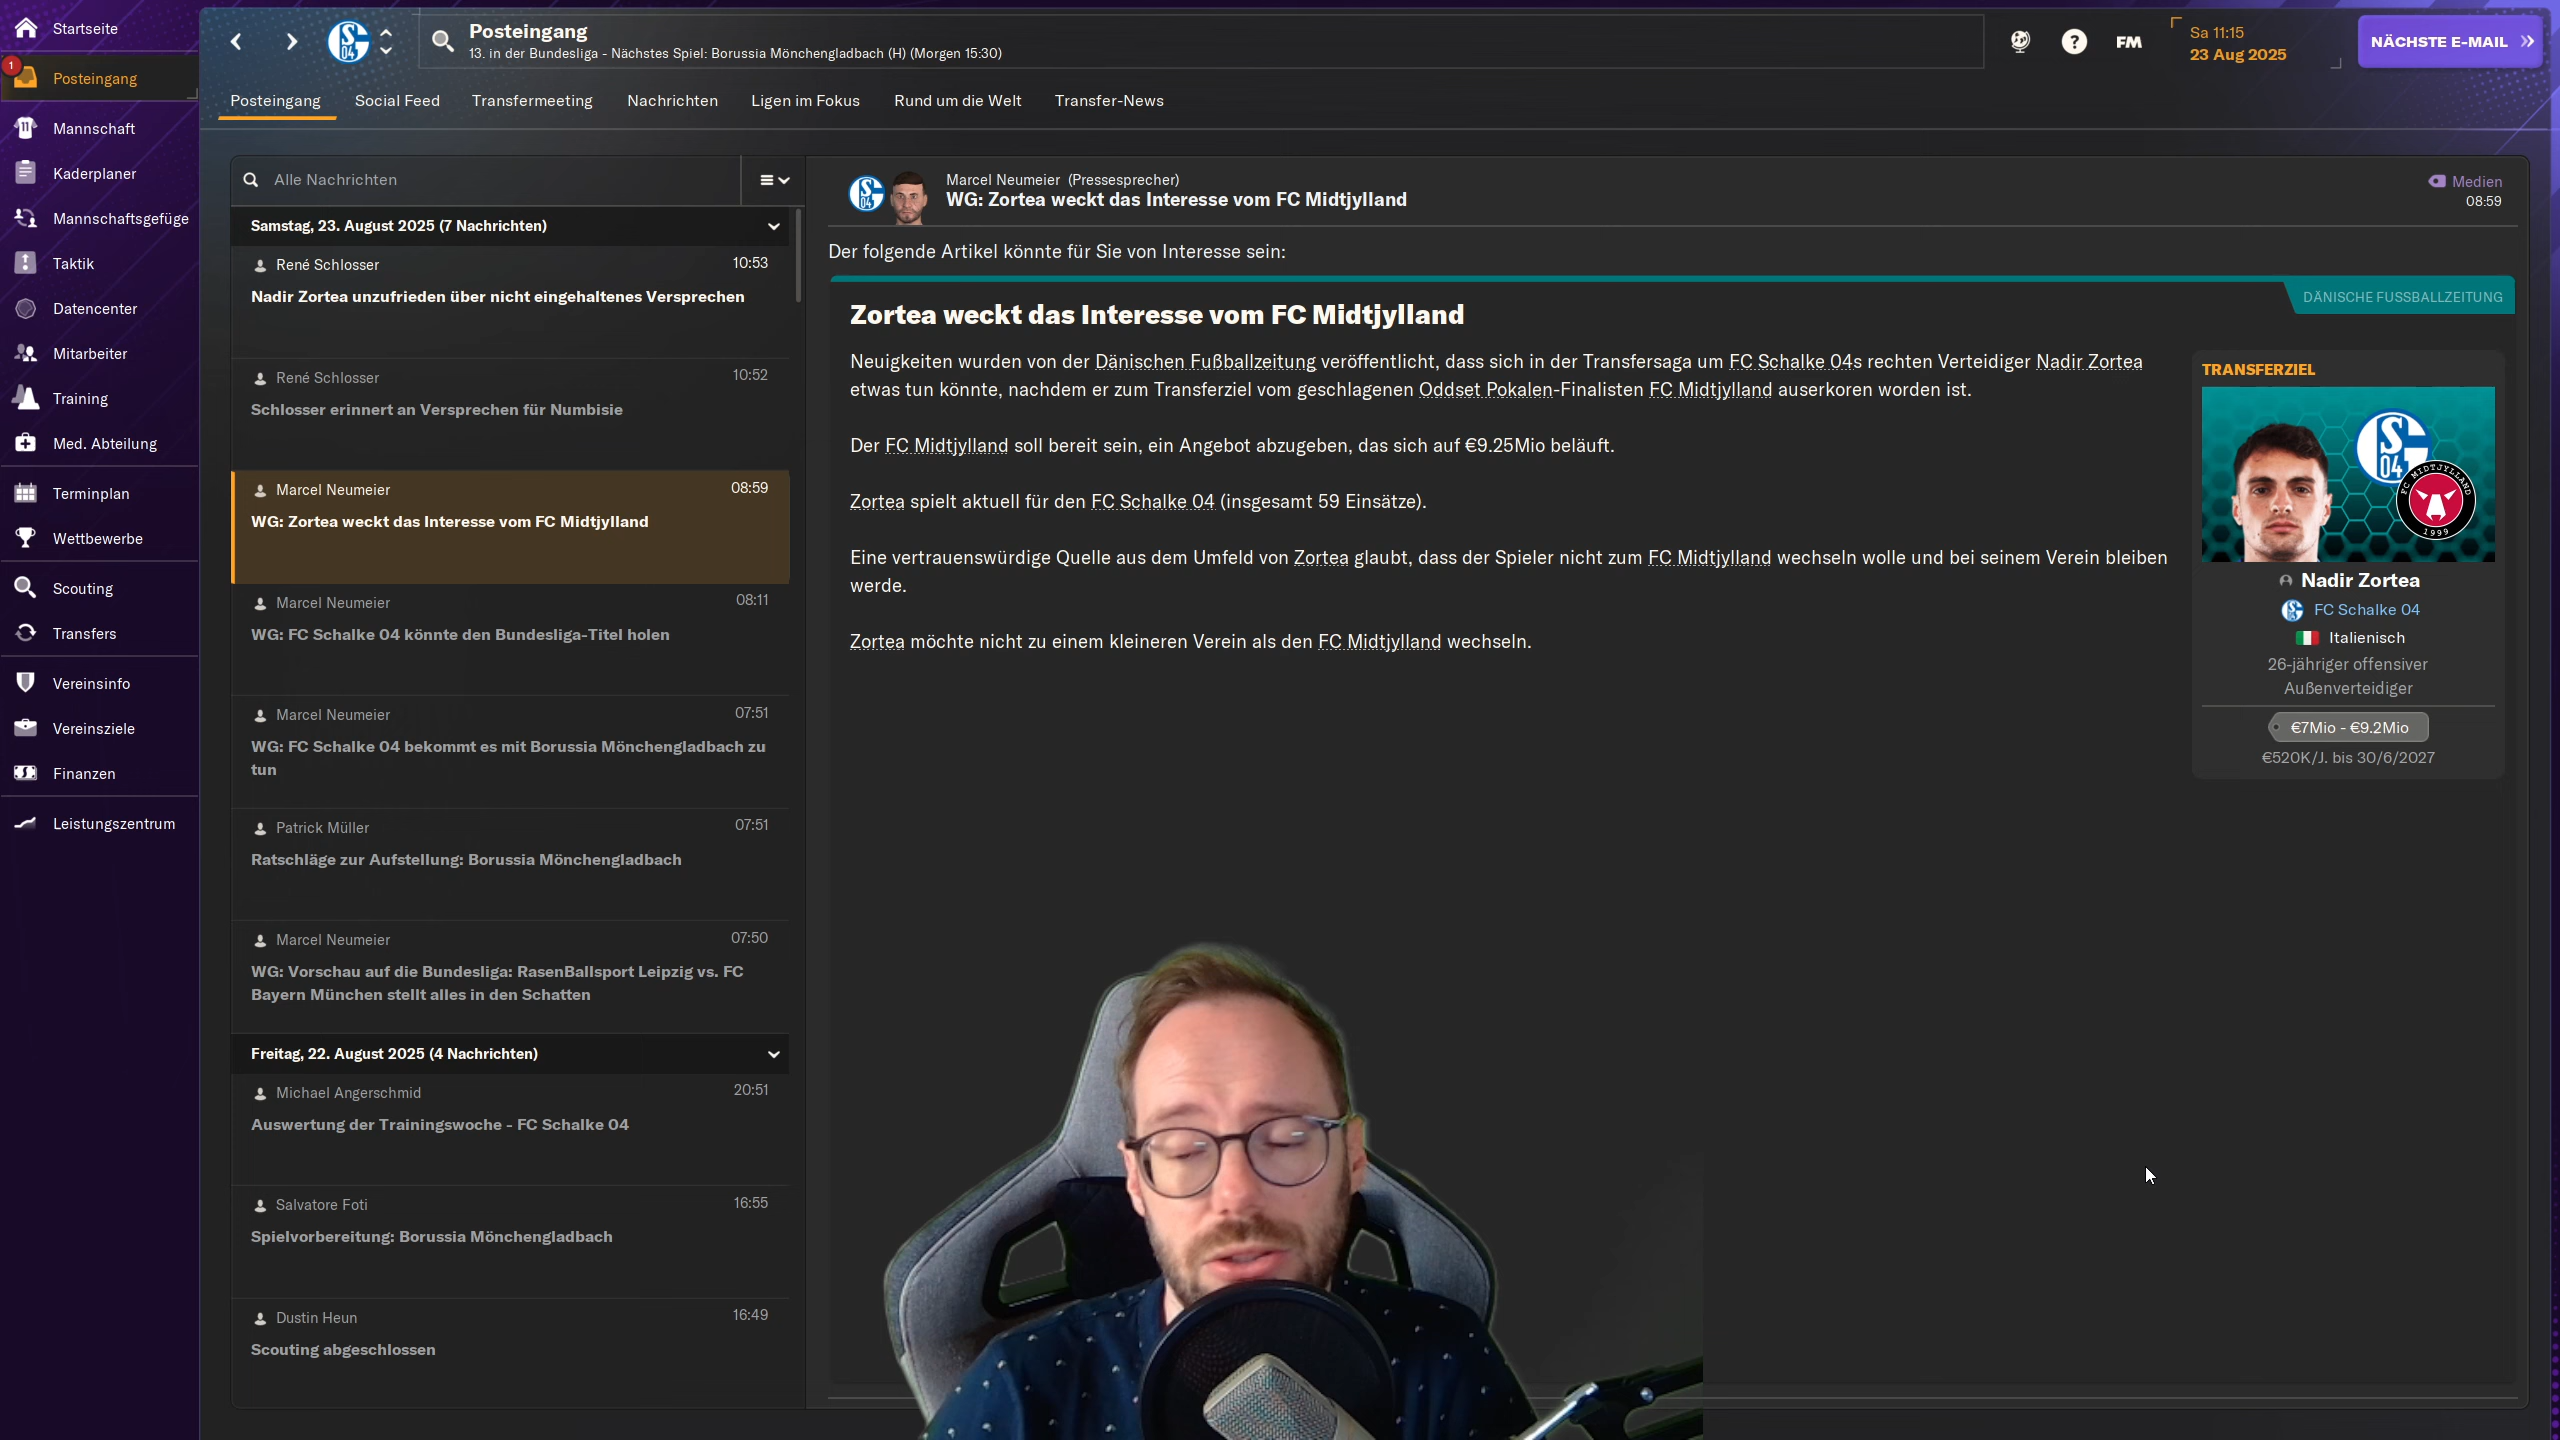 Startseite
1
Posteingang
Mannschaft
Kaderplaner
Mannschaftsgefüge
Taktik
Datencenter
Mitarbeiter
Training
Med. Abteilung
Terminplan
Wettbewerbe
Scouting
Transfers
Vereinsinfo
Vereinsziele
Finanzen
Leistungszentrum
Posteingang
13. in der Bundesliga - Nächstes Spiel: Borussia Mönchengladbach (H) (Morgen 15:30)
FM
Sa 11:15
23 Aug 2025
NÄCHSTE E-MAIL
Posteingang Social Feed Transfermeeting Nachrichten Ligen im Fokus Rund um die Welt Transfer-News
Alle Nachrichten
Samstag, 23. August 2025 (7 Nachrichten)
René Schlosser 10:53
Nadir Zortea unzufrieden über nicht eingehaltenes Versprechen
René Schlosser 10:52
Schlosser erinnert an Versprechen für Numbisie
Marcel Neumeier 08:59
WG: Zortea weckt das Interesse vom FC Midtjylland
Marcel Neumeier 08:11
WG: FC Schalke 04 könnte den Bundesliga-Titel holen
Marcel Neumeier 07:51
WG: FC Schalke 04 bekommt es mit Borussia Mönchengladbach zu
tun
Patrick Müller 07:51
Ratschläge zur Aufstellung: Borussia Mönchengladbach
Marcel Neumeier 07:50
WG: Vorschau auf die Bundesliga: RasenBallsport Leipzig vs. FC
Bayern München stellt alles in den Schatten
Freitag, 22. August 2025 (4 Nachrichten)
Michael Angerschmid 20:51
Auswertung der Trainingswoche - FC Schalke 04
Salvatore Foti 16:55
Spielvorbereitung: Borussia Mönchengladbach
Dustin Heun 16:49
Scouting abgeschlossen
Marcel Neumeier (Pressesprecher)
WG: Zortea weckt das Interesse vom FC Midtjylland
Medien
08:59
Der folgende Artikel könnte für Sie von Interesse sein:
DÄNISCHE FUSSBALLZEITUNG
Zortea weckt das Interesse vom FC Midtjylland
Neuigkeiten wurden von der Dänischen Fußballzeitung veröffentlicht, dass sich in der Transfersaga um FC Schalke 04s rechten Verteidiger Nadir Zortea
etwas tun könnte, nachdem er zum Transferziel vom geschlagenen Oddset Pokalen-Finalisten FC Midtjylland auserkoren worden ist.
Der FC Midtjylland soll bereit sein, ein Angebot abzugeben, das sich auf €9.25Mio beläuft.
Zortea spielt aktuell für den FC Schalke 04 (insgesamt 59 Einsätze).
Eine vertrauenswürdige Quelle aus dem Umfeld von Zortea glaubt, dass der Spieler nicht zum FC Midtjylland wechseln wolle und bei seinem Verein bleiben
werde.
Zortea möchte nicht zu einem kleineren Verein als den FC Midtjylland wechseln.
TRANSFERZIEL
S 04
FC MIDTJYLLAND
1999
Nadir Zortea
FC Schalke 04
Italienisch
26-jähriger offensiver
Außenverteidiger
€7Mio - €9.2Mio
€520K/J. bis 30/6/2027